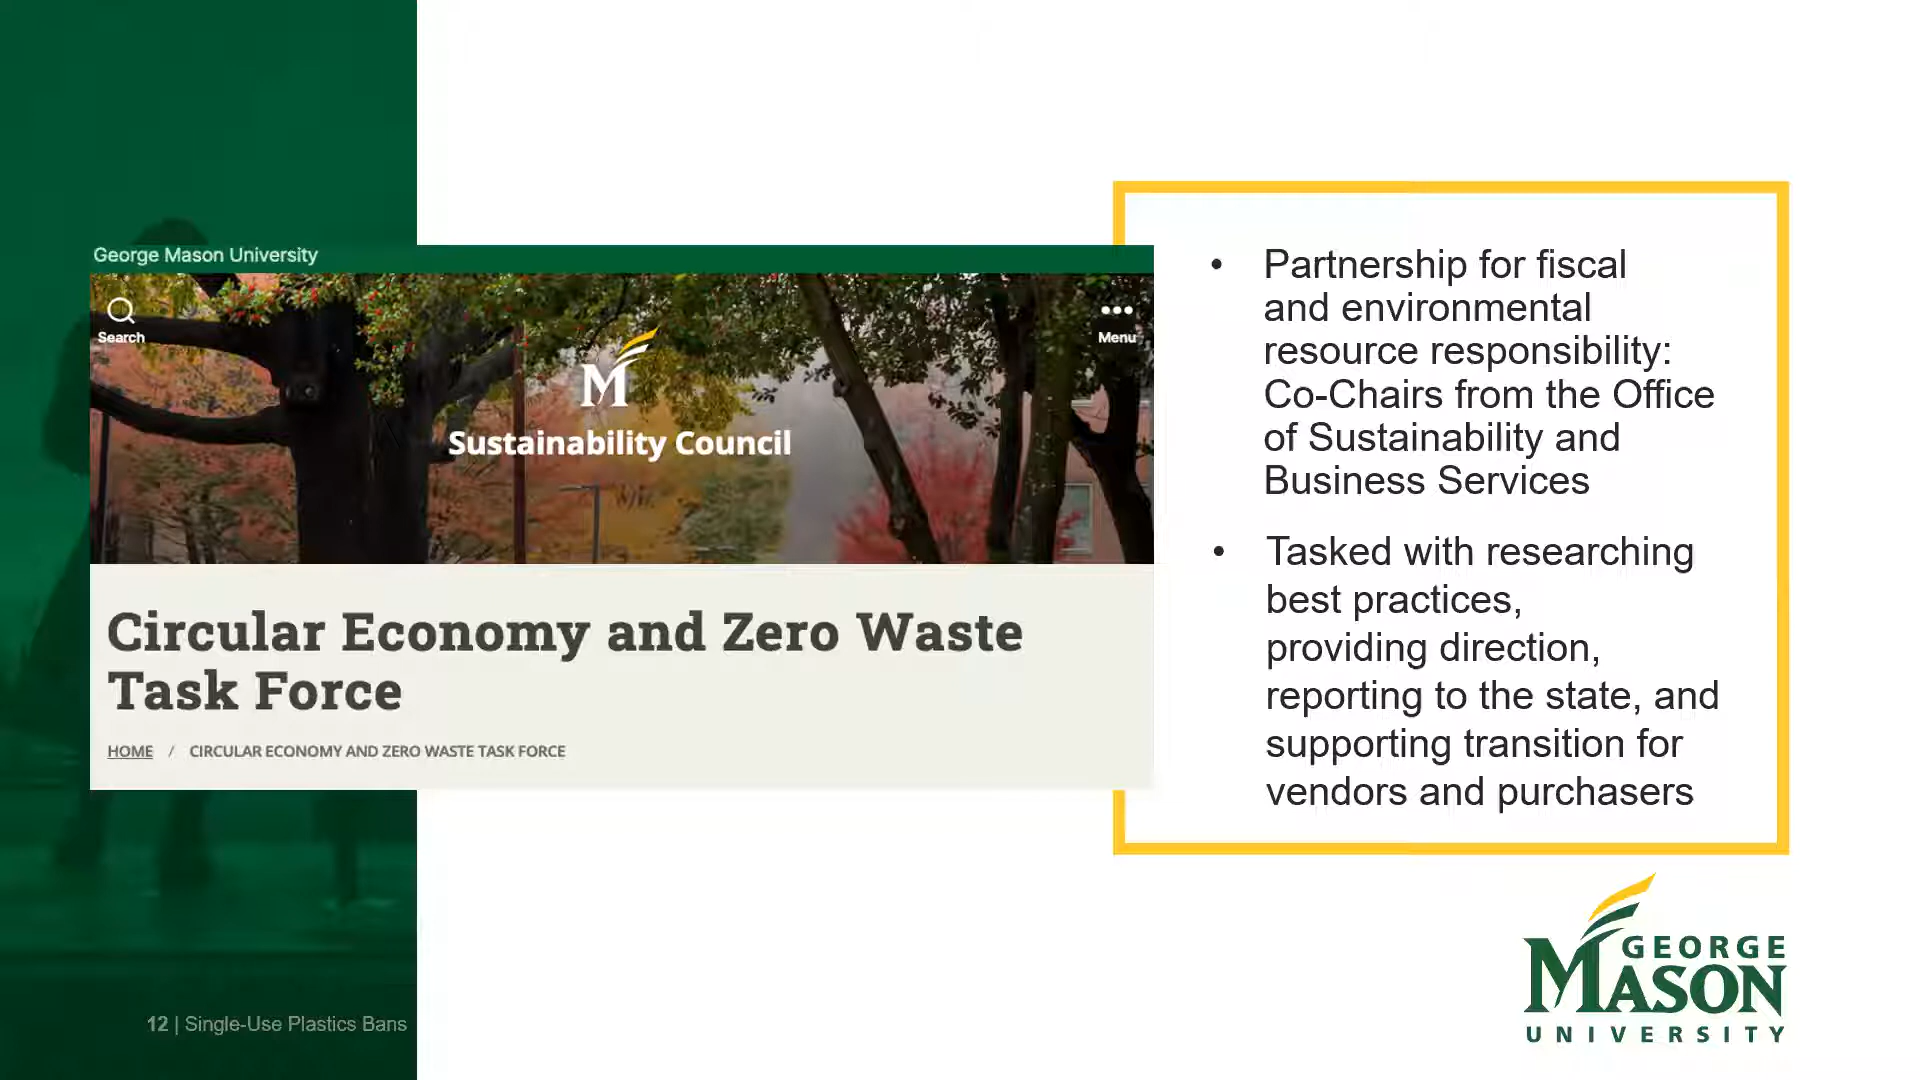 George Mason University
Search
Menu
M
Sustainability Council
Circular Economy and Zero Waste
Task Force
HOME / CIRCULAR ECONOMY AND ZERO WASTE TASK FORCE
• Partnership for fiscal
and environmental
resource responsibility:
Co-Chairs from the Office
of Sustainability and
Business Services
• Tasked with researching
best practices,
providing direction,
reporting to the state, and
supporting transition for
vendors and purchasers
12 | Single-Use Plastics Bans
GEORGE
MASON
UNIVERSITY